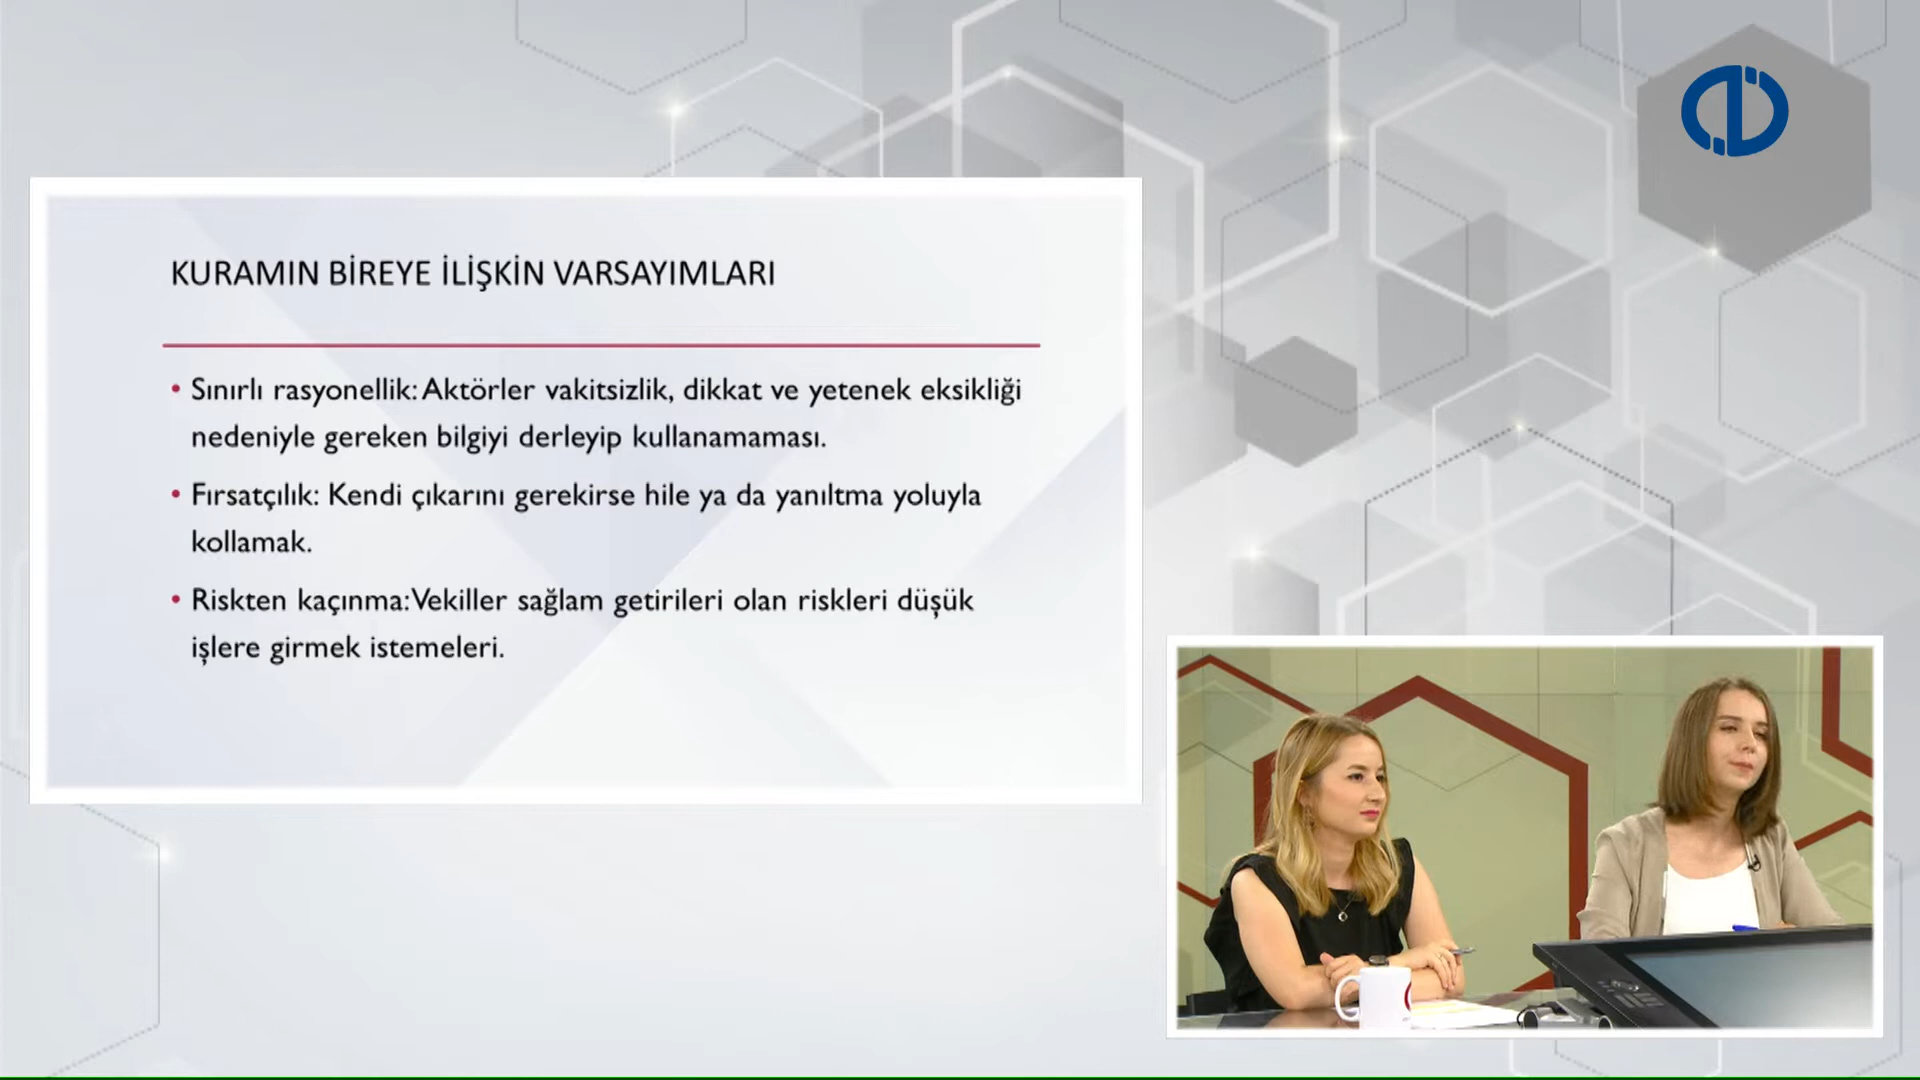 KURAMIN BİREYE İLİŞKİN VARSAYIMLARI
• Sınırlı rasyonellik: Aktörler vakitsizlik, dikkat ve yetenek eksikliği
nedeniyle gereken bilgiyi derleyip kullanamaması.
• Fırsatçılık: Kendi çıkarını gerekirse hile ya da yanıltma yoluyla
kollamak.
• Riskten kaçınma: Vekiller sağlam getirileri olan riskleri düşük
işlere girmek istemeleri.